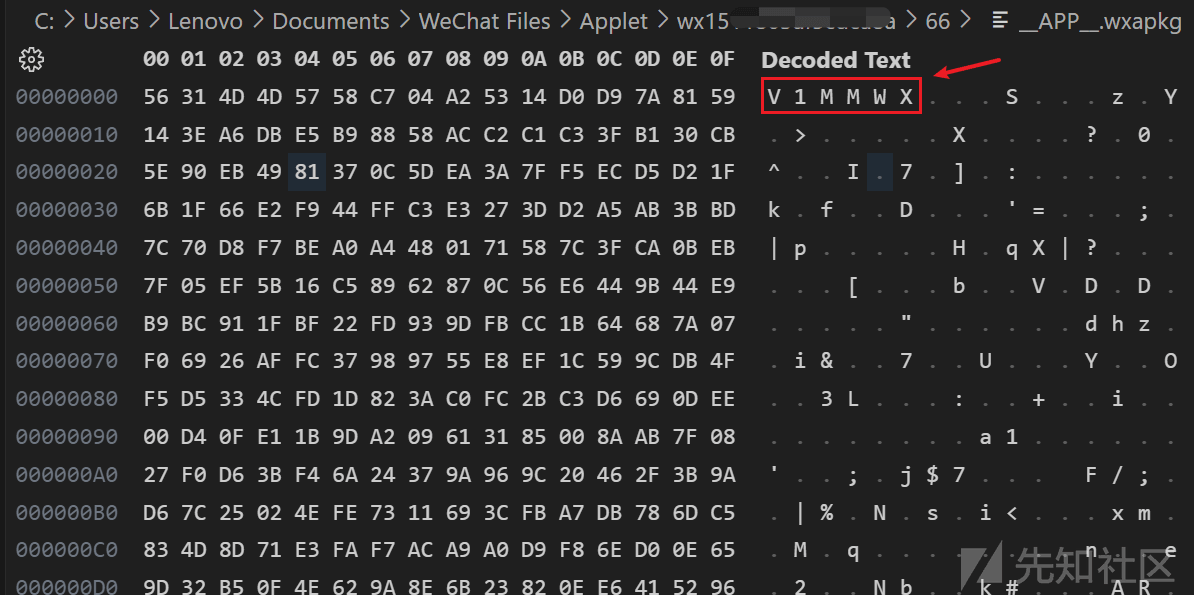 C: > Users > Lenovo > Documents > WeChat Files > Applet > wx15 > 66 > __APP__.wxapkg
00 01 02 03 04 05 06 07 08 09 0A 0B 0C 0D 0E 0F Decoded Text
00000000 56 31 4D 4D 57 58 C7 04 A2 53 14 D0 D9 7A 81 59 V 1 M M W X . . . S . . . z . Y
00000010 14 3E A6 DB E5 B9 88 58 AC C2 C1 C3 3F B1 30 CB . > . . . . . X . . . . ? . 0 .
00000020 5E 90 EB 49 81 37 0C 5D EA 3A 7F F5 EC D5 D2 1F ^ . . I . 7 . ] . : . . . . . .
00000030 6B 1F 66 E2 F9 44 FF C3 E3 27 3D D2 A5 AB 3B BD k . f . . D . . . ' = . . . ; .
00000040 7C 70 D8 F7 BE A0 A4 48 01 71 58 7C 3F CA 0B EB | p . . . . . H . q X | ? . . .
00000050 7F 05 EF 5B 16 C5 89 62 87 0C 56 E6 44 9B 44 E9 . . . [ . . . b . . V . D . D .
00000060 B9 BC 91 1F BF 22 FD 93 9D FB CC 1B 64 68 7A 07 . . . . . " . . . . . . d h z .
00000070 F0 69 26 AF FC 37 98 97 55 E8 EF 1C 59 9C DB 4F . i & . . 7 . . U . . . Y . . O
00000080 F5 D5 33 4C FD 1D 82 3A C0 FC 2B C3 D6 69 0D EE . . 3 L . . . : . . + . . i . .
00000090 00 D4 0F E1 1B 9D A2 09 61 31 85 00 8A AB 7F 08 . . . . . . . . a 1 . . . . . .
000000A0 27 F0 D6 3B F4 6A 24 37 9A 96 9C 20 46 2F 3B 9A ' . . ; . j $ 7 . . . F / ; .
000000B0 D6 7C 25 02 4E FE 73 11 69 3C FB A7 DB 78 6D C5 . | % . N . s . i < . . . x m .
000000C0 83 4D 8D 71 E3 FA F7 AC A9 A0 D9 F8 6E D0 0E 65 . M . q . . . . . . . . n . . e
000000D0 9D 32 B5 0F 4E 62 9A 8E 6B 23 82 0E E6 41 52 96 . 2 . . N b . . k # . . . A R .
先知社区